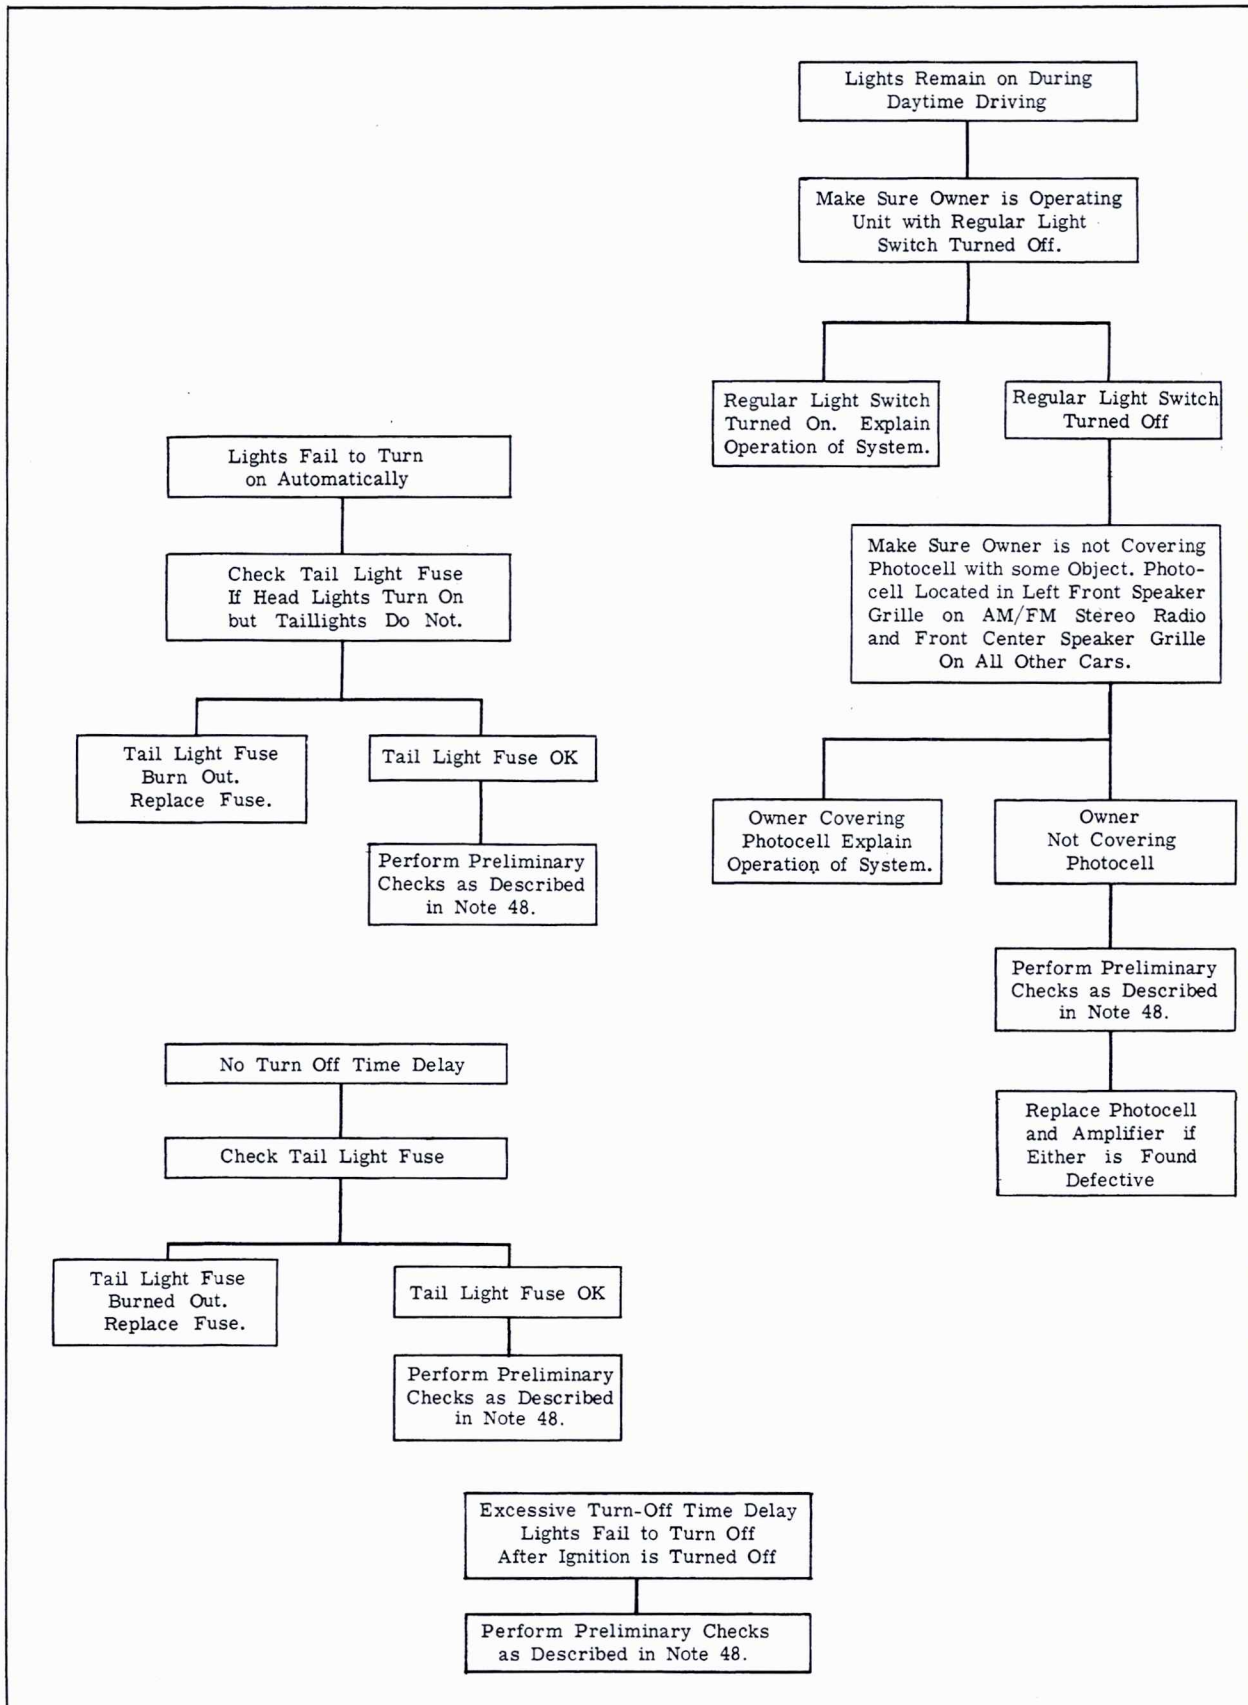 Lights Remain on During
Daytime Driving
Make Sure Owner is Operating
Unit with Regular Light
Switch Turned Off.
Regular Light Switch
Turned On. Explain
Operation of System.
Regular Light Switch
Turned Off
Make Sure Owner is not Covering
Photocell with some Object. Photo-
cell Located in Left Front Speaker
Grille on AM/FM Stereo Radio
and Front Center Speaker Grille
On All Other Cars.
Owner Covering
Photocell Explain
Operation of System.
Owner
Not Covering
Photocell
Perform Preliminary
Checks as Described
in Note 48.
Replace Photocell
and Amplifier if
Either is Found
Defective
Lights Fail to Turn
on Automatically
Check Tail Light Fuse
If Head Lights Turn On
but Taillights Do Not.
Tail Light Fuse
Burn Out.
Replace Fuse.
Tail Light Fuse OK
Perform Preliminary
Checks as Described
in Note 48.
No Turn Off Time Delay
Check Tail Light Fuse
Tail Light Fuse
Burned Out.
Replace Fuse.
Tail Light Fuse OK
Perform Preliminary
Checks as Described
in Note 48.
Excessive Turn-Off Time Delay
Lights Fail to Turn Off
After Ignition is Turned Off
Perform Preliminary Checks
as Described in Note 48.